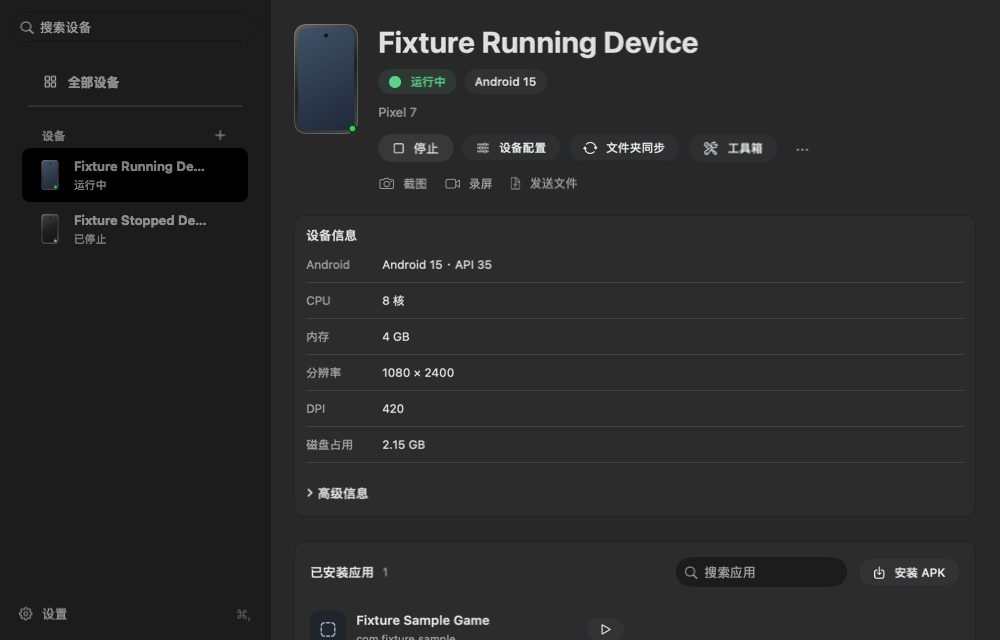 搜索设备
全部设备
设备
Fixture Running De...
运行中
Fixture Stopped De...
已停止
设置
⌘,
Fixture Running Device
运行中 Android 15
Pixel 7
停止 设备配置 文件夹同步 工具箱 ...
截图 录屏 发送文件
设备信息
Android Android 15 · API 35
CPU 8 核
内存 4 GB
分辨率 1080 × 2400
DPI 420
磁盘占用 2.15 GB
高级信息
已安装应用 1 搜索应用 安装 APK
Fixture Sample Game
com.fixture.sample